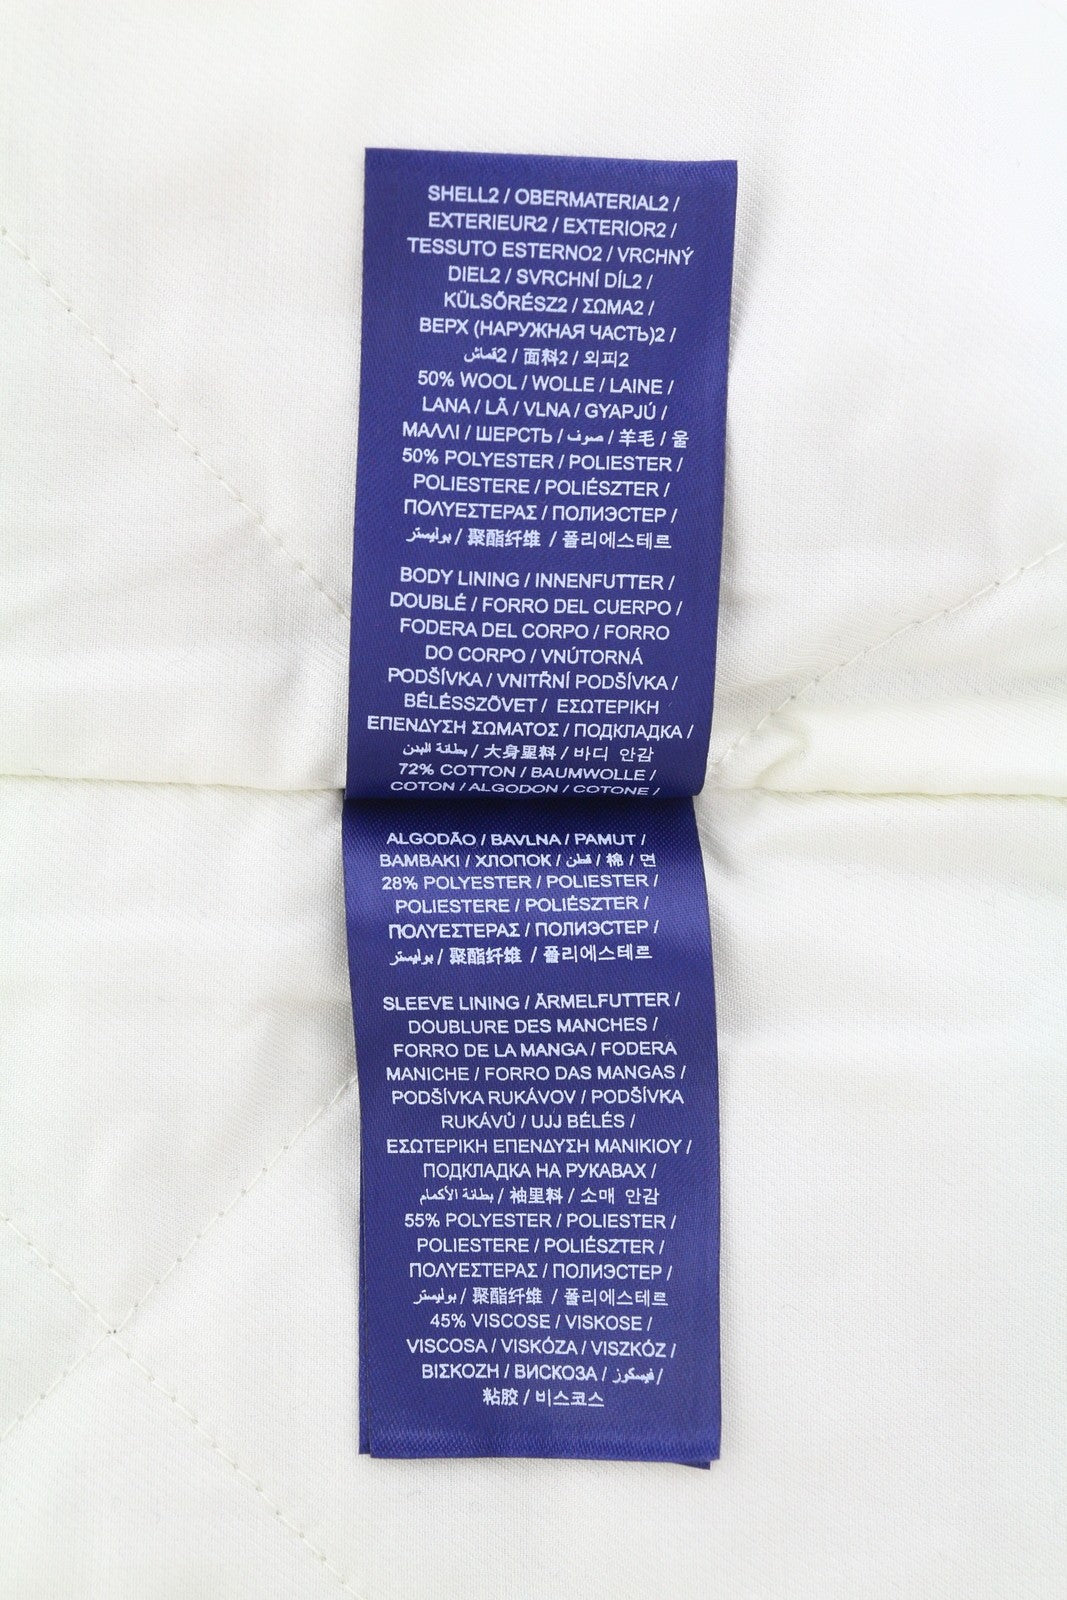 SHELL2 / OBERMATERIAL2 /
EXTERIEUR2 / EXTERIOR2 /
TESSUTO ESTERNO2 / VRCHNÝ
DIEL2 / SVRCHNÍ DÍL2 /
KÜLSŐRÉSZ2 / ΣΩΜΑ2 /
ВЕРХ (НАРУЖНАЯ ЧАСТЬ)2 /
قماش2 / 面料2 / 외피2
50% WOOL / WOLLE / LAINE /
LANA / LÃ / VLNA / GYAPJÚ /
ΜΑΛΛΙ / ШЕРСТЬ / صوف / 羊毛 / 울
50% POLYESTER / POLIESTER /
POLIESTERE / POLIÉSZTER /
ΠΟΛΥΕΣΤΕΡΑΣ / ПОЛИЭСТЕР /
بوليستر / 聚酯纤维 / 폴리에스테르
BODY LINING / INNENFUTTER /
DOUBLÉ / FORRO DEL CUERPO /
FODERA DEL CORPO / FORRO
DO CORPO / VNÚTORNÁ
PODŠÍVKA / VNITŘNÍ PODŠÍVKA /
BÉLÉSSZÖVET / ΕΣΩΤΕΡΙΚΗ
ΕΠΕΝΔΥΣΗ ΣΩΜΑΤΟΣ / ПОДКЛАДКА /
بطانة البدن / 大身里料 / 바디 안감
72% COTTON / BAUMWOLLE /
COTON / ALGODON / COTONE /
ALGODÃO / BAVLNA / PAMUT /
ΒΑΜΒΑΚΙ / ХЛОПОК / قطن / 棉 / 면
28% POLYESTER / POLIESTER /
POLIESTERE / POLIÉSZTER /
ΠΟΛΥΕΣΤΕΡΑΣ / ПОЛИЭСТЕР /
بوليستر / 聚酯纤维 / 폴리에스테르
SLEEVE LINING / ÄRMELFUTTER /
DOUBLURE DES MANCHES /
FORRO DE LA MANGA / FODERA
MANICHE / FORRO DAS MANGAS /
PODŠÍVKA RUKÁVOV / PODŠÍVKA
RUKÁVŮ / UJJ BÉLÉS /
ΕΣΩΤΕΡΙΚΗ ΕΠΕΝΔΥΣΗ ΜΑΝΙΚΙΟΥ /
ПОДКЛАДКА НА РУКАВАХ /
بطانة الأكمام / 袖里料 / 소매 안감
55% POLYESTER / POLIESTER /
POLIESTERE / POLIÉSZTER /
ΠΟΛΥΕΣΤΕΡΑΣ / ПОЛИЭСТЕР /
بوليستر / 聚酯纤维 / 폴리에스테르
45% VISCOSE / VISKOSE /
VISCOSA / VISKÓZA / VISZKÓZ /
ΒΙΣΚΟΖΗ / ВИСКОЗА / فيسكوز /
粘胶 / 비스코스